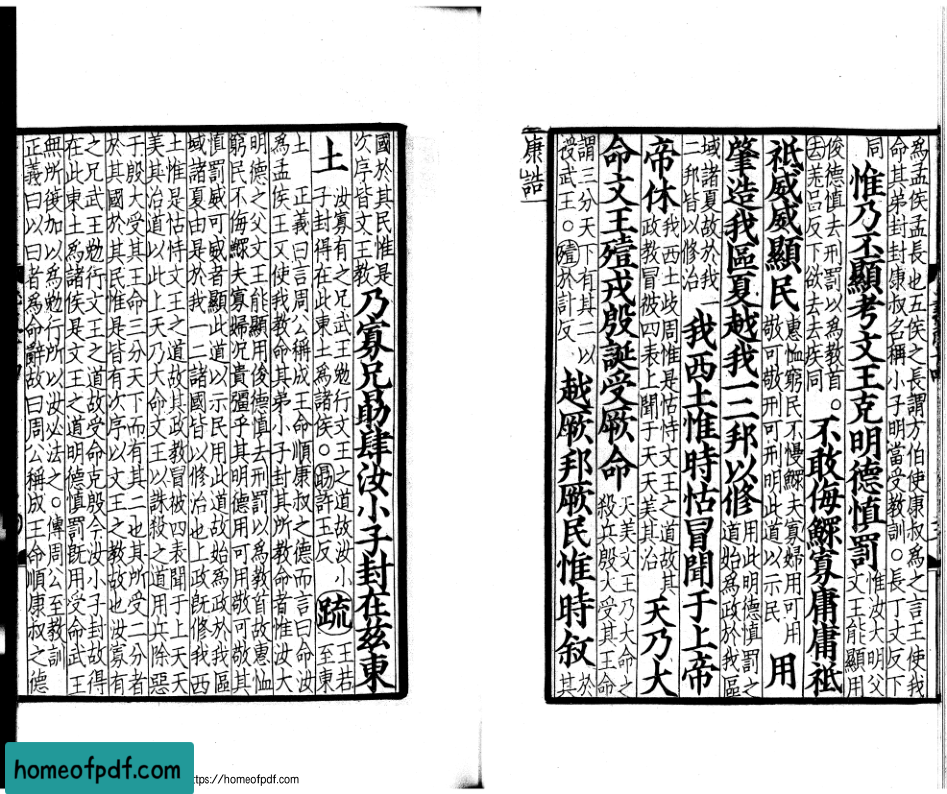 為孟侯孟長也五侯之長謂方伯使康叔為之言王使我
命其弟封封康叔名稱小子明當受教訓○長丁丈反下
同 惟乃丕顯考文王克明德慎罰 惟汝大明父
文王能顯用
俊德慎去刑罰以為教首○
因羌呂反下欲去去疾同 不敢侮鰥寡庸庸祗
祗威威顯民 惠恤窮民不慢鰥夫寡婦用可用
敬可敬刑可刑明此道以示民 用
肇造我區夏越我一二邦以修 用此明德慎罰之
道始為政於我區
域諸夏故於我一
二邦皆以修治 我西土惟時怙冒聞于上帝
帝休 我西土歧周惟是怙恃文王之道故其
政教冒被四表上聞于天天美其治 天乃大
命文王殪戎殷誕受厥命 天美文王乃大命之
殺兵殷大受其王命
謂三分天下有其二以
受武王○殪於計反 越厥邦厥民惟時叙 於
其
康誥
國於其民惟是
次序皆文王教 乃寡兄勗肆汝小子封在茲東
土 汝寡有之兄武王勉行文王之道故汝小
子封得在此東土為諸侯○勗許玉反 疏 王若
至東
土 正義曰言周公稱成王命順康叔之德而言曰命汝
為孟侯王又使我教命其弟小子封其所教命者惟汝大
明德之父文王能顯用俊德慎去刑罰以為教首故惠恤
窮民不侮鰥夫寡婦況貴彊乎其明德用可用敬可敬其
慎罰威可威者顯此道以示民用此道故始為政於我區
域諸夏由是於我一二諸國皆以修治也上政既修我西
土惟是怙恃文王之道故其政教冒被四表聞于上天天
美其治道以此上天乃大命文王以誅殺之道用兵除惡
于殷大受其王命三分天下而有其二也其所受二分者
於其國於其民惟是皆有次序以文王之教故也汝寡有
之兄武王勉行文王之道故受命克殷今汝小子封故得
在此東土為諸侯是文王之道明德慎罰既用受命武王
無所復加以為勉行所以汝必法之○傳周公至教訓
正義曰以曰者為命辭故曰周公稱成王命順康叔之德
homeofpdf.com
ttps://homeofpdf.com